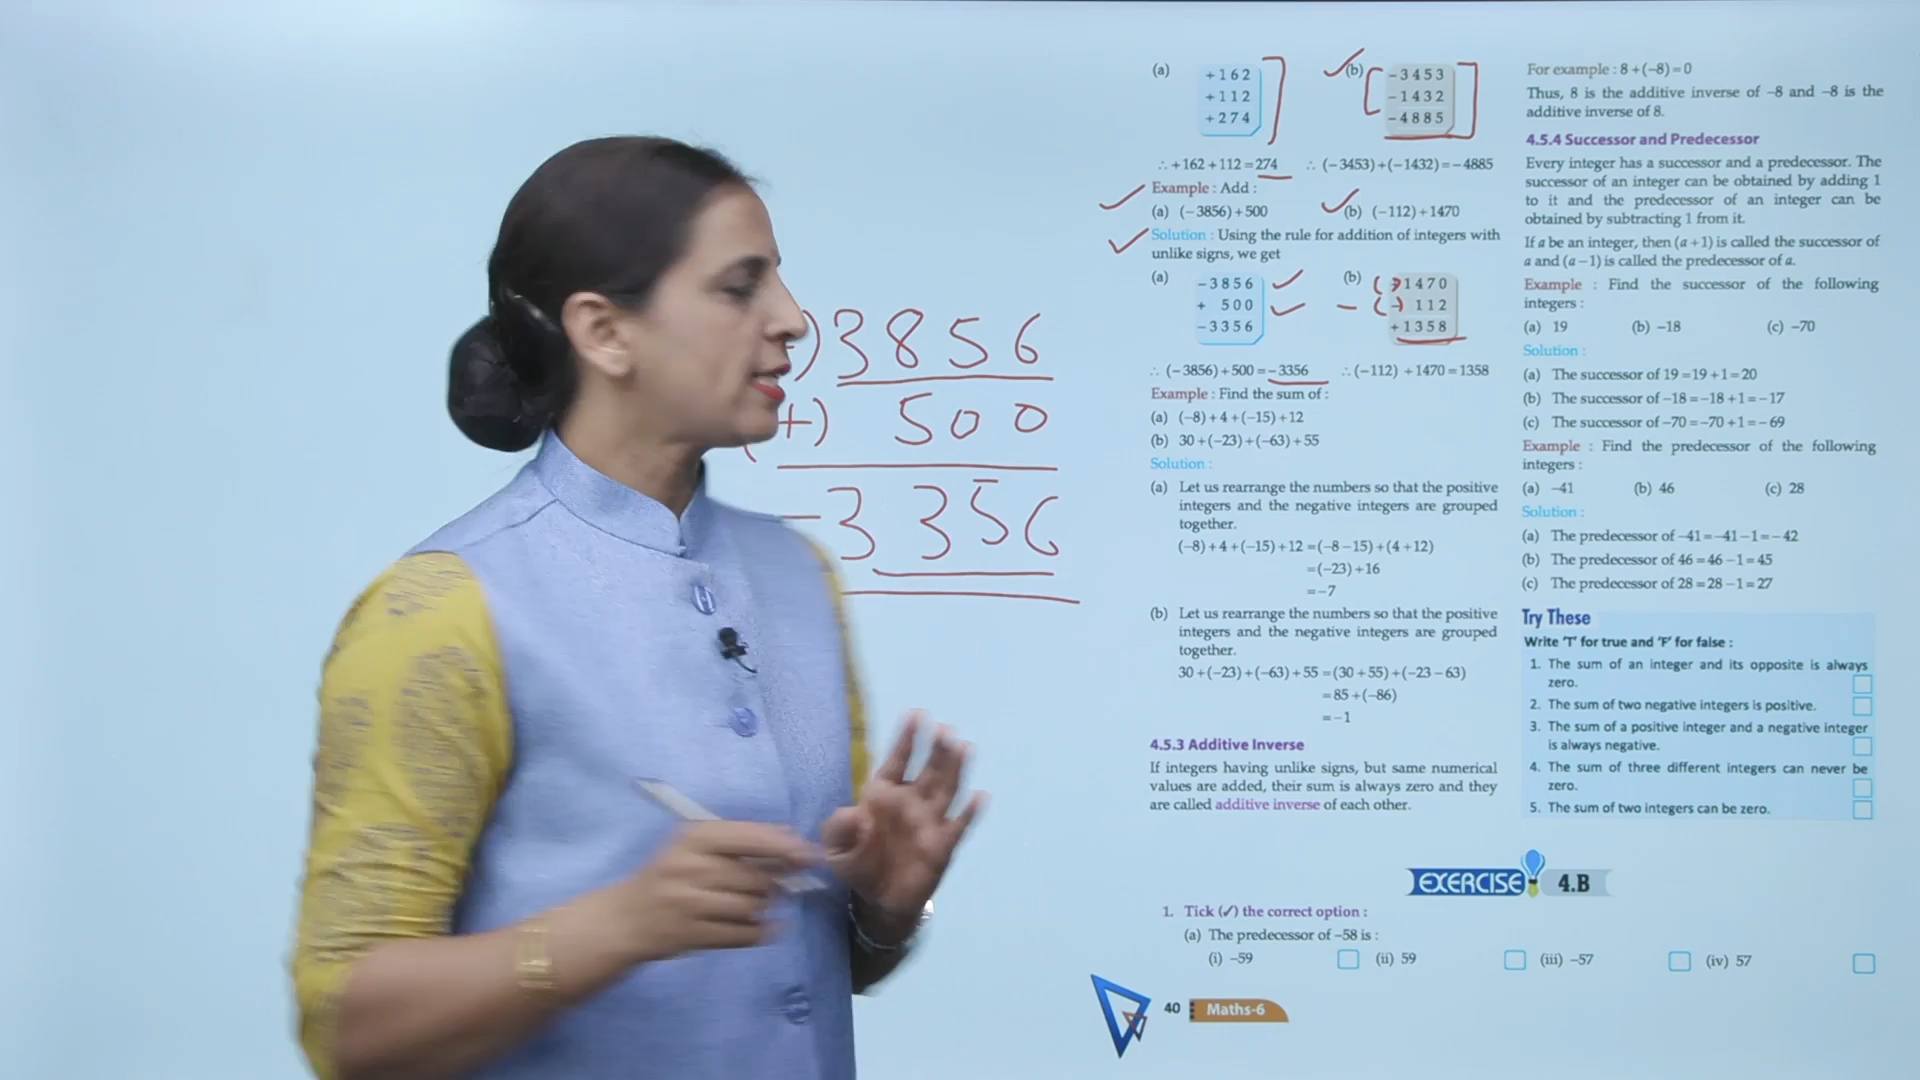 )3856
+) 500
-3356
(a)
+162
+112
+274
(b)
-3453
-1432
-4885
∴ +162+112=274 ∴ (-3453)+(-1432)=-4885
Example : Add :
(a) (-3856)+500 (b) (-112)+1470
Solution : Using the rule for addition of integers with
unlike signs, we get
(a)
-3856
+ 500
-3356
(b)
1470
112
+1358
∴ (-3856)+500=-3356 ∴ (-112) +1470=1358
Example : Find the sum of :
(a) (-8)+4+(-15)+12
(b) 30+(-23)+(-63)+55
Solution :
(a) Let us rearrange the numbers so that the positive
integers and the negative integers are grouped
together.
(-8)+4+(-15)+12 =(-8-15)+(4+12)
=(-23)+16
=-7
(b) Let us rearrange the numbers so that the positive
integers and the negative integers are grouped
together.
30+(-23)+(-63)+55 =(30+55)+(-23-63)
=85+(-86)
=-1
4.5.3 Additive Inverse
If integers having unlike signs, but same numerical
values are added, their sum is always zero and they
are called additive inverse of each other.
For example : 8+(-8)=0
Thus, 8 is the additive inverse of -8 and -8 is the
additive inverse of 8.
4.5.4 Successor and Predecessor
Every integer has a successor and a predecessor. The
successor of an integer can be obtained by adding 1
to it and the predecessor of an integer can be
obtained by subtracting 1 from it.
If a be an integer, then (a+1) is called the successor of
a and (a-1) is called the predecessor of a.
Example : Find the successor of the following
integers :
(a) 19 (b) -18 (c) -70
Solution :
(a) The successor of 19=19+1=20
(b) The successor of -18=-18+1=-17
(c) The successor of -70=-70+1=-69
Example : Find the predecessor of the following
integers :
(a) -41 (b) 46 (c) 28
Solution :
(a) The predecessor of -41=-41-1=-42
(b) The predecessor of 46=46-1=45
(c) The predecessor of 28=28-1=27
Try These
Write 'T' for true and 'F' for false :
1. The sum of an integer and its opposite is always
zero.
2. The sum of two negative integers is positive.
3. The sum of a positive integer and a negative integer
is always negative.
4. The sum of three different integers can never be
zero.
5. The sum of two integers can be zero.
EXERCISE 4.B
1. Tick (✓) the correct option :
(a) The predecessor of -58 is :
(i) -59 (ii) 59 (iii) -57 (iv) 57
40 Maths-6